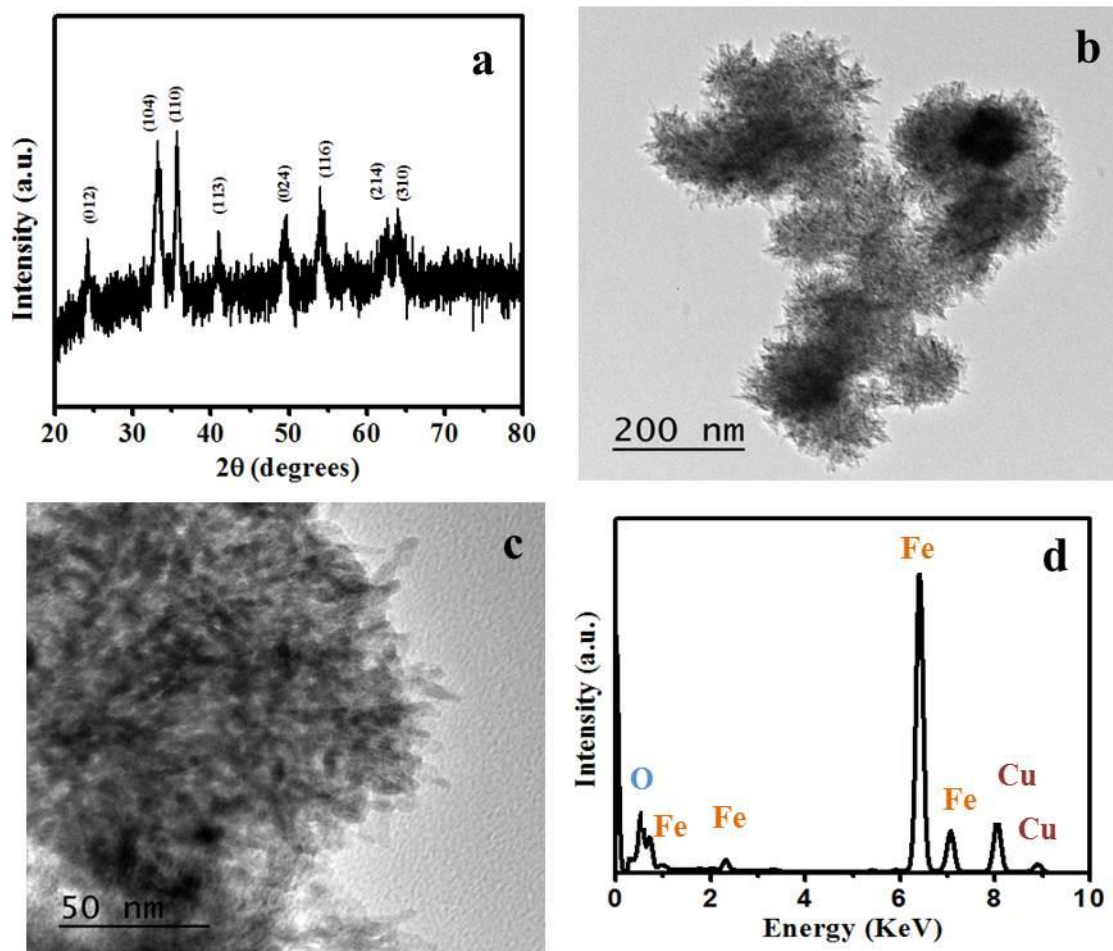 a
(012)
(104)
(110)
(113)
(024)
(116)
(214)
(310)
Intensity (a.u.)
20 30 40 50 60 70 80
2θ (degrees)
b
200 nm
c
50 nm
d
Fe
O
Fe
Fe
Fe
Cu
Cu
Intensity (a.u.)
0 2 4 6 8 10
Energy (KeV)